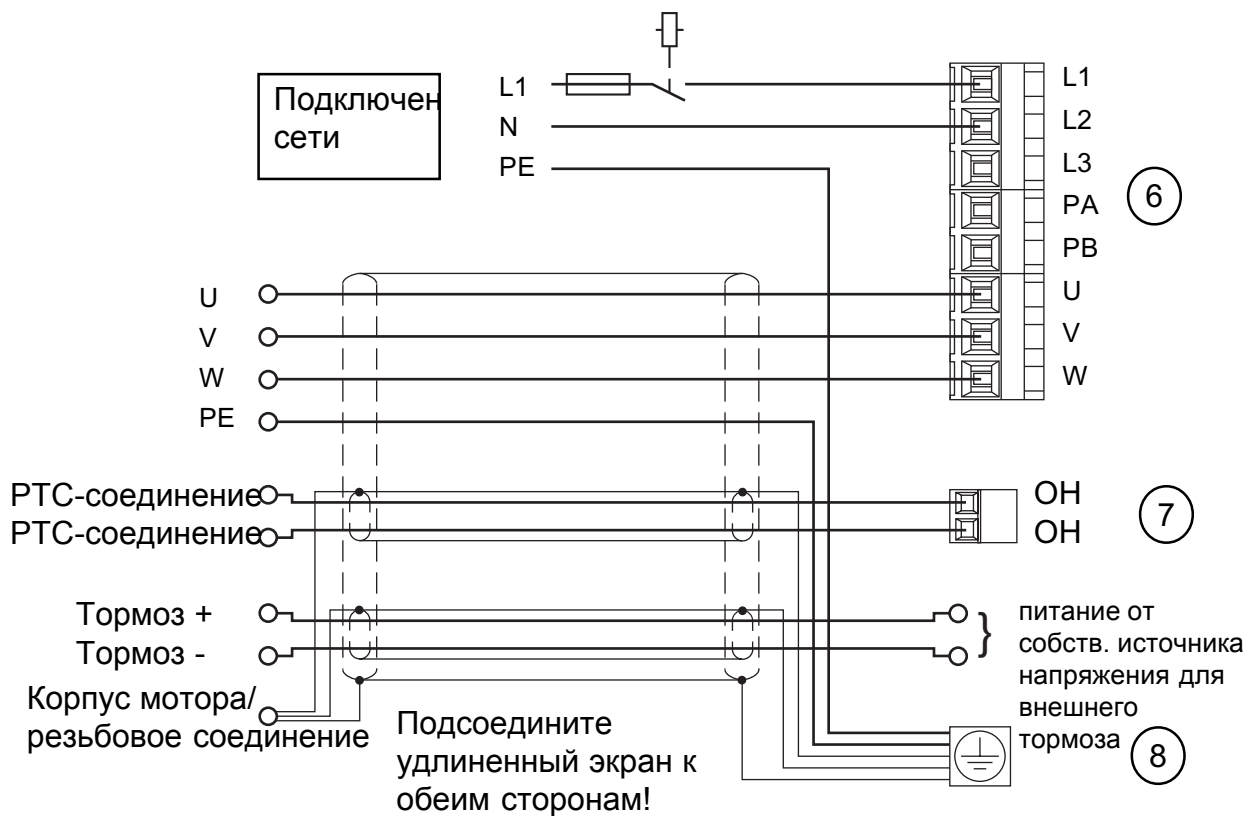 Подключен
сети
L1
N
PE
L1
L2
L3
PA
PB
U
V
W
6
U
V
W
PE
PTC-соединение
PTC-соединение
OH
OH
7
Тормоз +
Тормоз -
Корпус мотора/
резьбовое соединение
Подсоедините
удлиненный экран к
обеим сторонам!
}
питание от
собств. источника
напряжения для
внешнего
тормоза
8